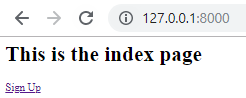 127.0.0.1:8000
This is the index page
Sign Up